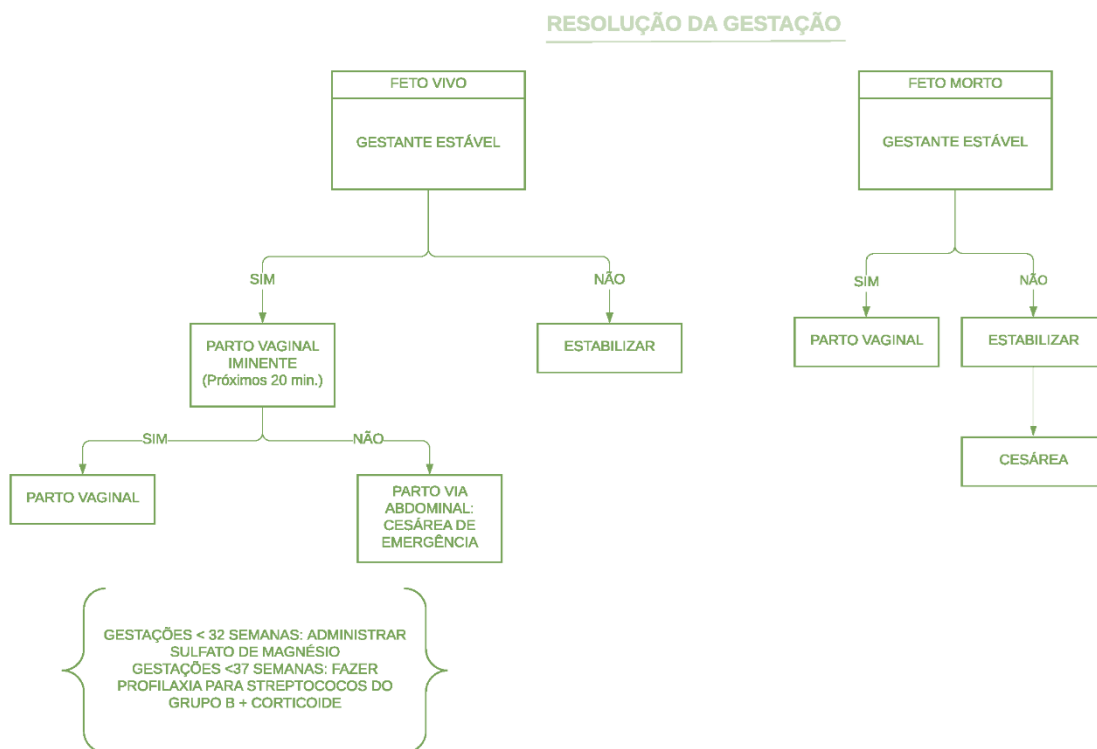 RESOLUÇÃO DA GESTAÇÃO
FETO VIVO
GESTANTE ESTÁVEL
SIM
NÃO
PARTO VAGINAL
IMINENTE
(Próximos 20 min.)
ESTABILIZAR
SIM
NÃO
PARTO VAGINAL
PARTO VIA
ABDOMINAL:
CESÁREA DE
EMERGÊNCIA
GESTAÇÕES < 32 SEMANAS: ADMINISTRAR
SULFATO DE MAGNÉSIO
GESTAÇÕES <37 SEMANAS: FAZER
PROFILAXIA PARA STREPTOCOCOS DO
GRUPO B + CORTICOIDE
FETO MORTO
GESTANTE ESTÁVEL
SIM
NÃO
PARTO VAGINAL
ESTABILIZAR
CESÁREA